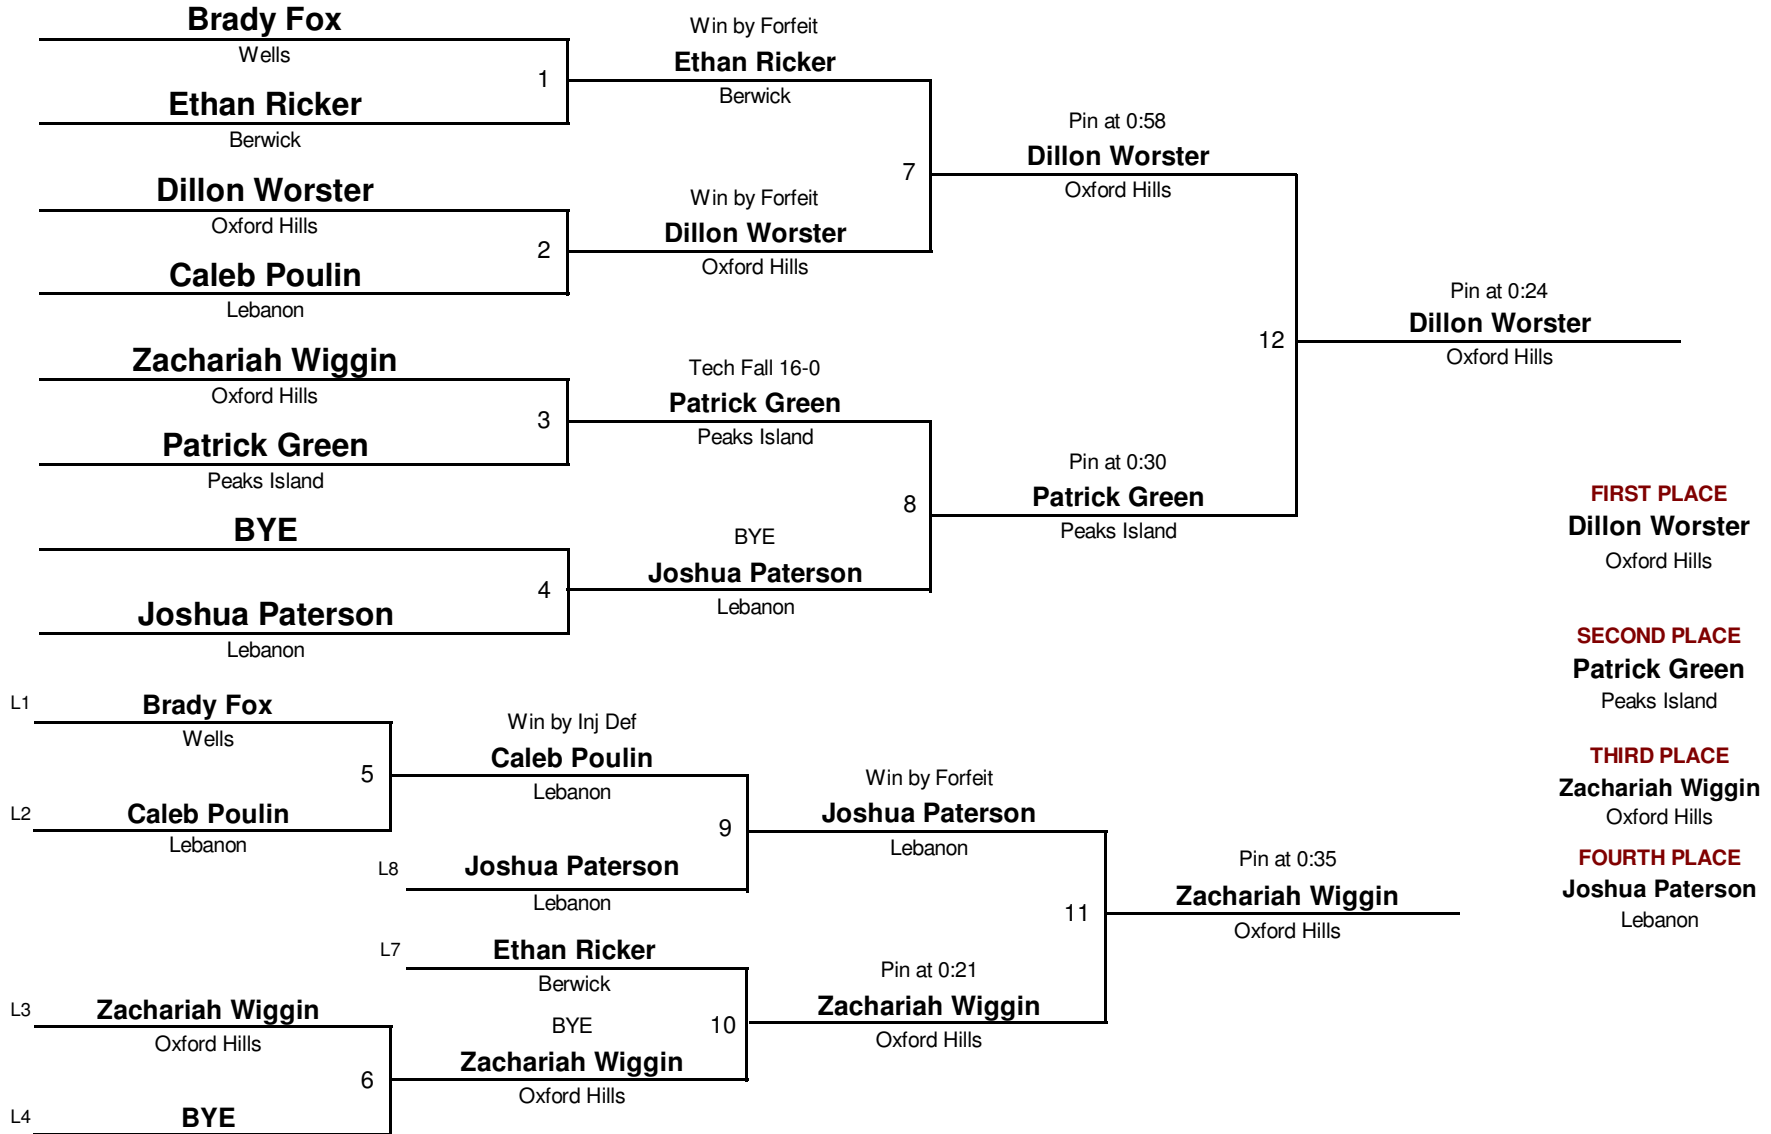 Brady Fox
Wells
1
Ethan Ricker
Berwick
Win by Forfeit
Ethan Ricker
Berwick
Dillon Worster
Oxford Hills
2
Caleb Poulin
Lebanon
Win by Forfeit
Dillon Worster
Oxford Hills
7
Pin at 0:58
Dillon Worster
Oxford Hills
Zachariah Wiggin
Oxford Hills
3
Patrick Green
Peaks Island
Tech Fall 16-0
Patrick Green
Peaks Island
BYE
4
Joshua Paterson
Lebanon
BYE
Joshua Paterson
Lebanon
8
Pin at 0:30
Patrick Green
Peaks Island
12
Pin at 0:24
Dillon Worster
Oxford Hills
FIRST PLACE
Dillon Worster
Oxford Hills
SECOND PLACE
Patrick Green
Peaks Island
THIRD PLACE
Zachariah Wiggin
Oxford Hills
FOURTH PLACE
Joshua Paterson
Lebanon
L1
Brady Fox
Wells
5
L2
Caleb Poulin
Lebanon
Win by Inj Def
Caleb Poulin
Lebanon
9
L8
Joshua Paterson
Lebanon
Win by Forfeit
Joshua Paterson
Lebanon
L7
Ethan Ricker
Berwick
10
L3
Zachariah Wiggin
Oxford Hills
6
L4
BYE
BYE
Zachariah Wiggin
Oxford Hills
Pin at 0:21
Zachariah Wiggin
Oxford Hills
11
Pin at 0:35
Zachariah Wiggin
Oxford Hills